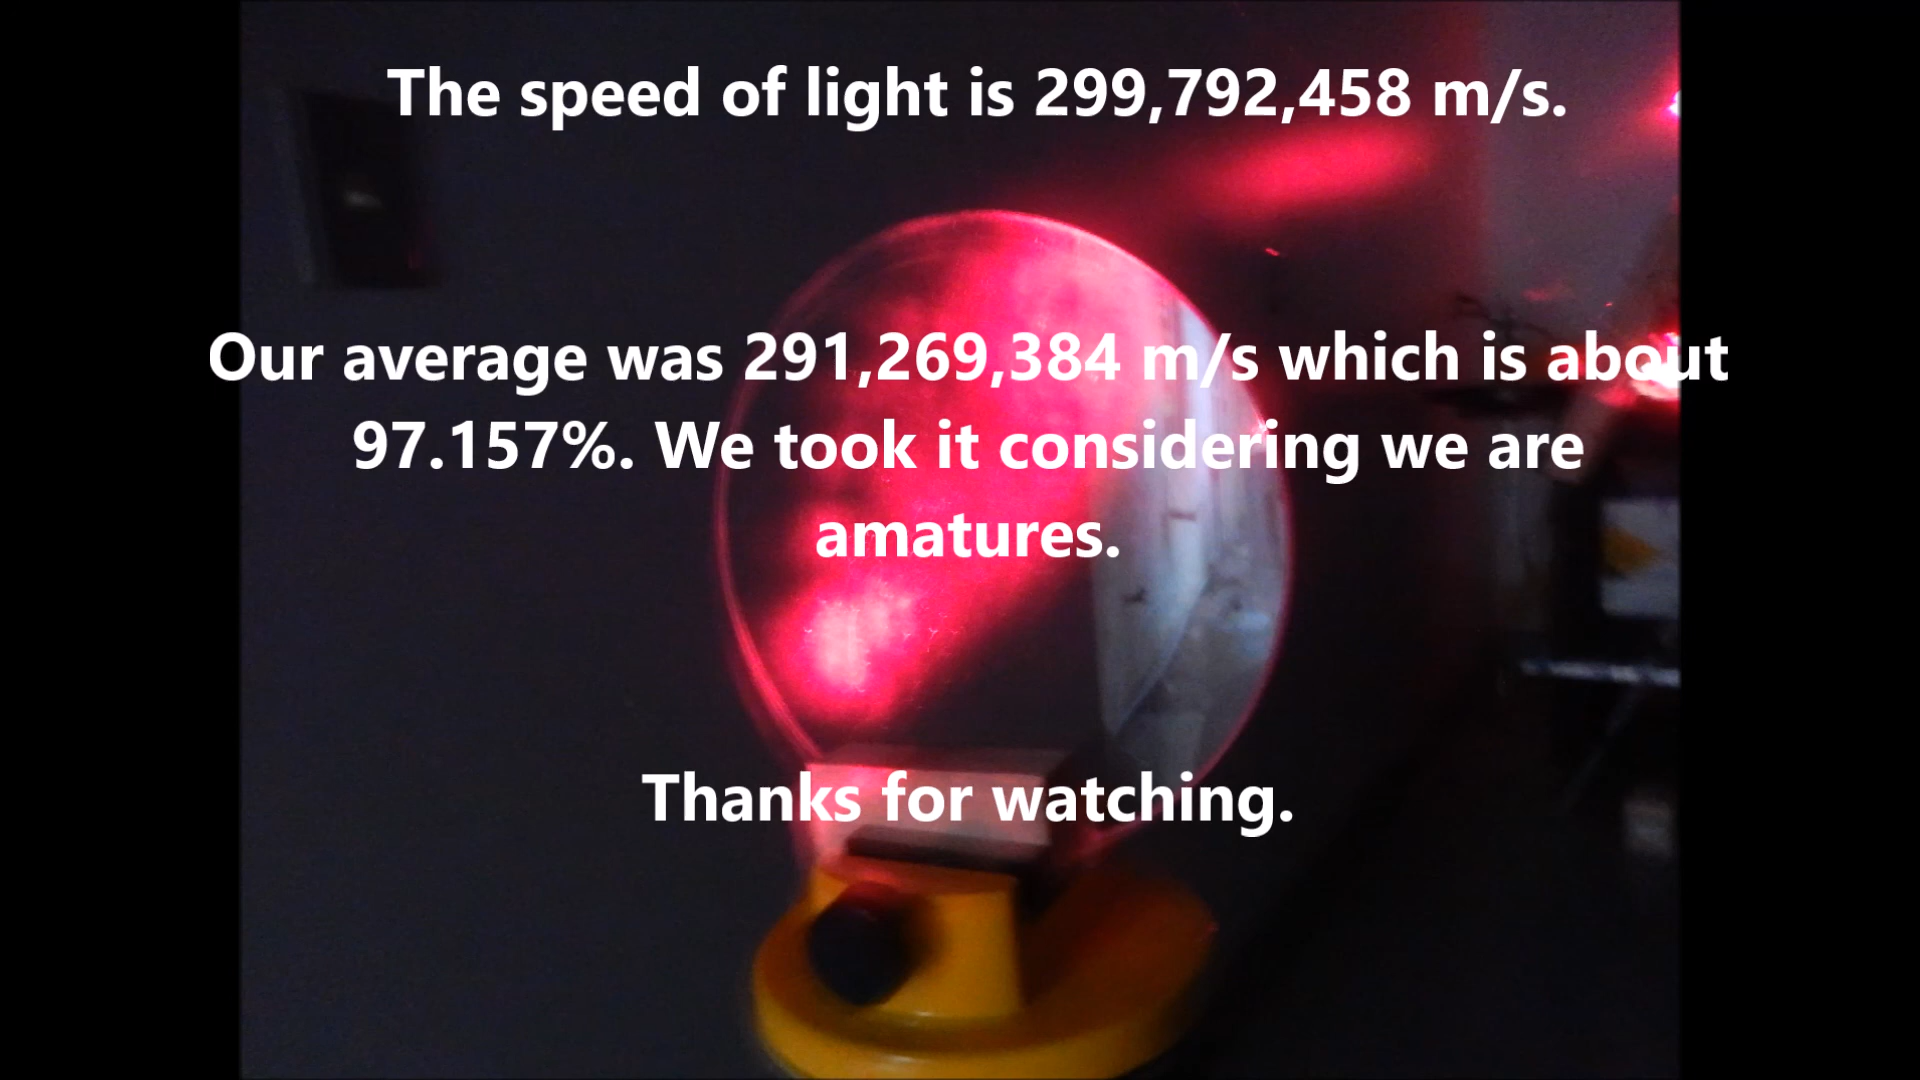 The speed of light is 299,792,458 m/s.
Our average was 291,269,384 m/s which is about
97.157%. We took it considering we are
amatures.
Thanks for watching.